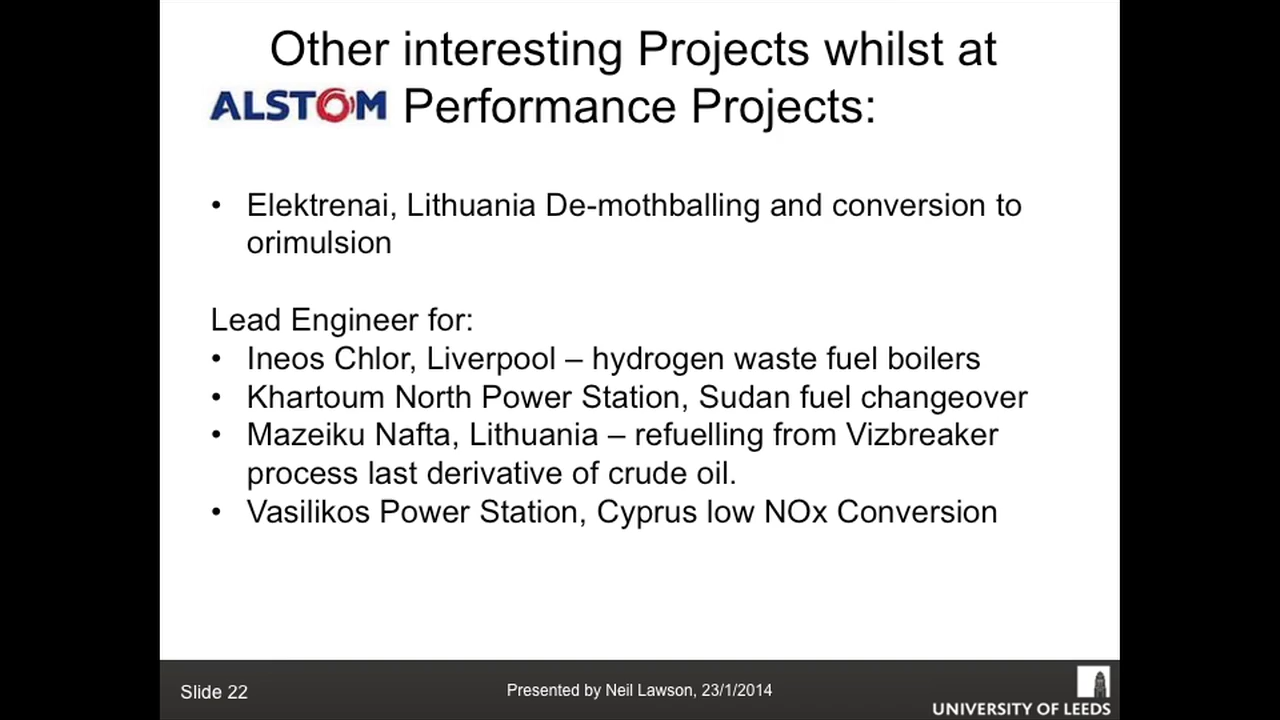 Other interesting Projects whilst at
ALSTOM Performance Projects:
• Elektrenai, Lithuania De-mothballing and conversion to
orimulsion
Lead Engineer for:
• Ineos Chlor, Liverpool – hydrogen waste fuel boilers
• Khartoum North Power Station, Sudan fuel changeover
• Mazeiku Nafta, Lithuania – refuelling from Vizbreaker
process last derivative of crude oil.
• Vasilikos Power Station, Cyprus low NOx Conversion
Slide 22
Presented by Neil Lawson, 23/1/2014
UNIVERSITY OF LEEDS